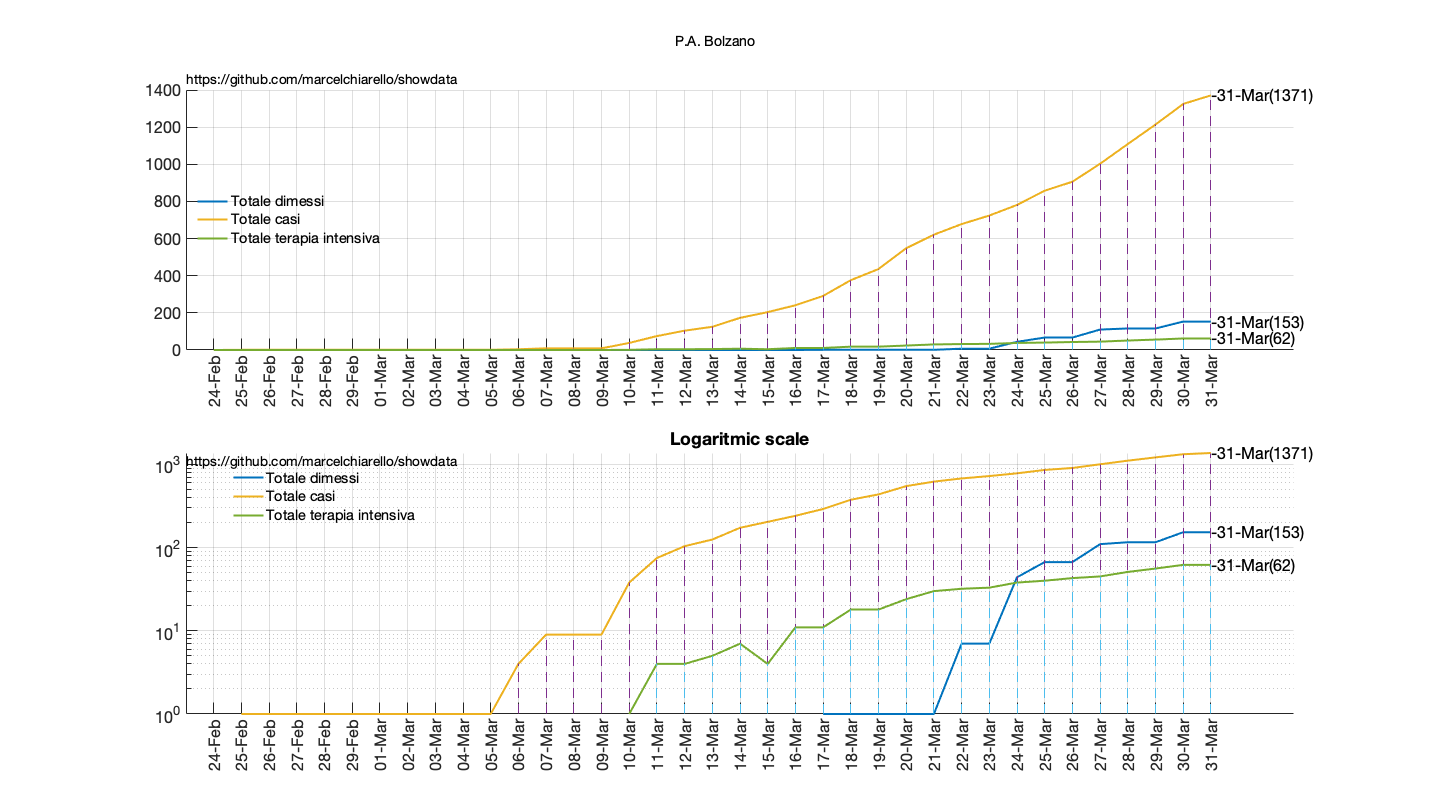 P.A. Bolzano
https://github.com/marcelchiarello/showdata
1400
1200
1000
800
600
400
200
0
Totale dimessi
Totale casi
Totale terapia intensiva
-31-Mar(1371)
-31-Mar(153)
-31-Mar(62)
24-Feb
25-Feb
26-Feb
27-Feb
28-Feb
29-Feb
01-Mar
02-Mar
03-Mar
04-Mar
05-Mar
06-Mar
07-Mar
08-Mar
09-Mar
10-Mar
11-Mar
12-Mar
13-Mar
14-Mar
15-Mar
16-Mar
17-Mar
18-Mar
19-Mar
20-Mar
21-Mar
22-Mar
23-Mar
24-Mar
25-Mar
26-Mar
27-Mar
28-Mar
29-Mar
30-Mar
31-Mar
Logaritmic scale
https://github.com/marcelchiarello/showdata
10³
10²
10¹
10⁰
Totale dimessi
Totale casi
Totale terapia intensiva
-31-Mar(1371)
-31-Mar(153)
-31-Mar(62)
24-Feb
25-Feb
26-Feb
27-Feb
28-Feb
29-Feb
01-Mar
02-Mar
03-Mar
04-Mar
05-Mar
06-Mar
07-Mar
08-Mar
09-Mar
10-Mar
11-Mar
12-Mar
13-Mar
14-Mar
15-Mar
16-Mar
17-Mar
18-Mar
19-Mar
20-Mar
21-Mar
22-Mar
23-Mar
24-Mar
25-Mar
26-Mar
27-Mar
28-Mar
29-Mar
30-Mar
31-Mar